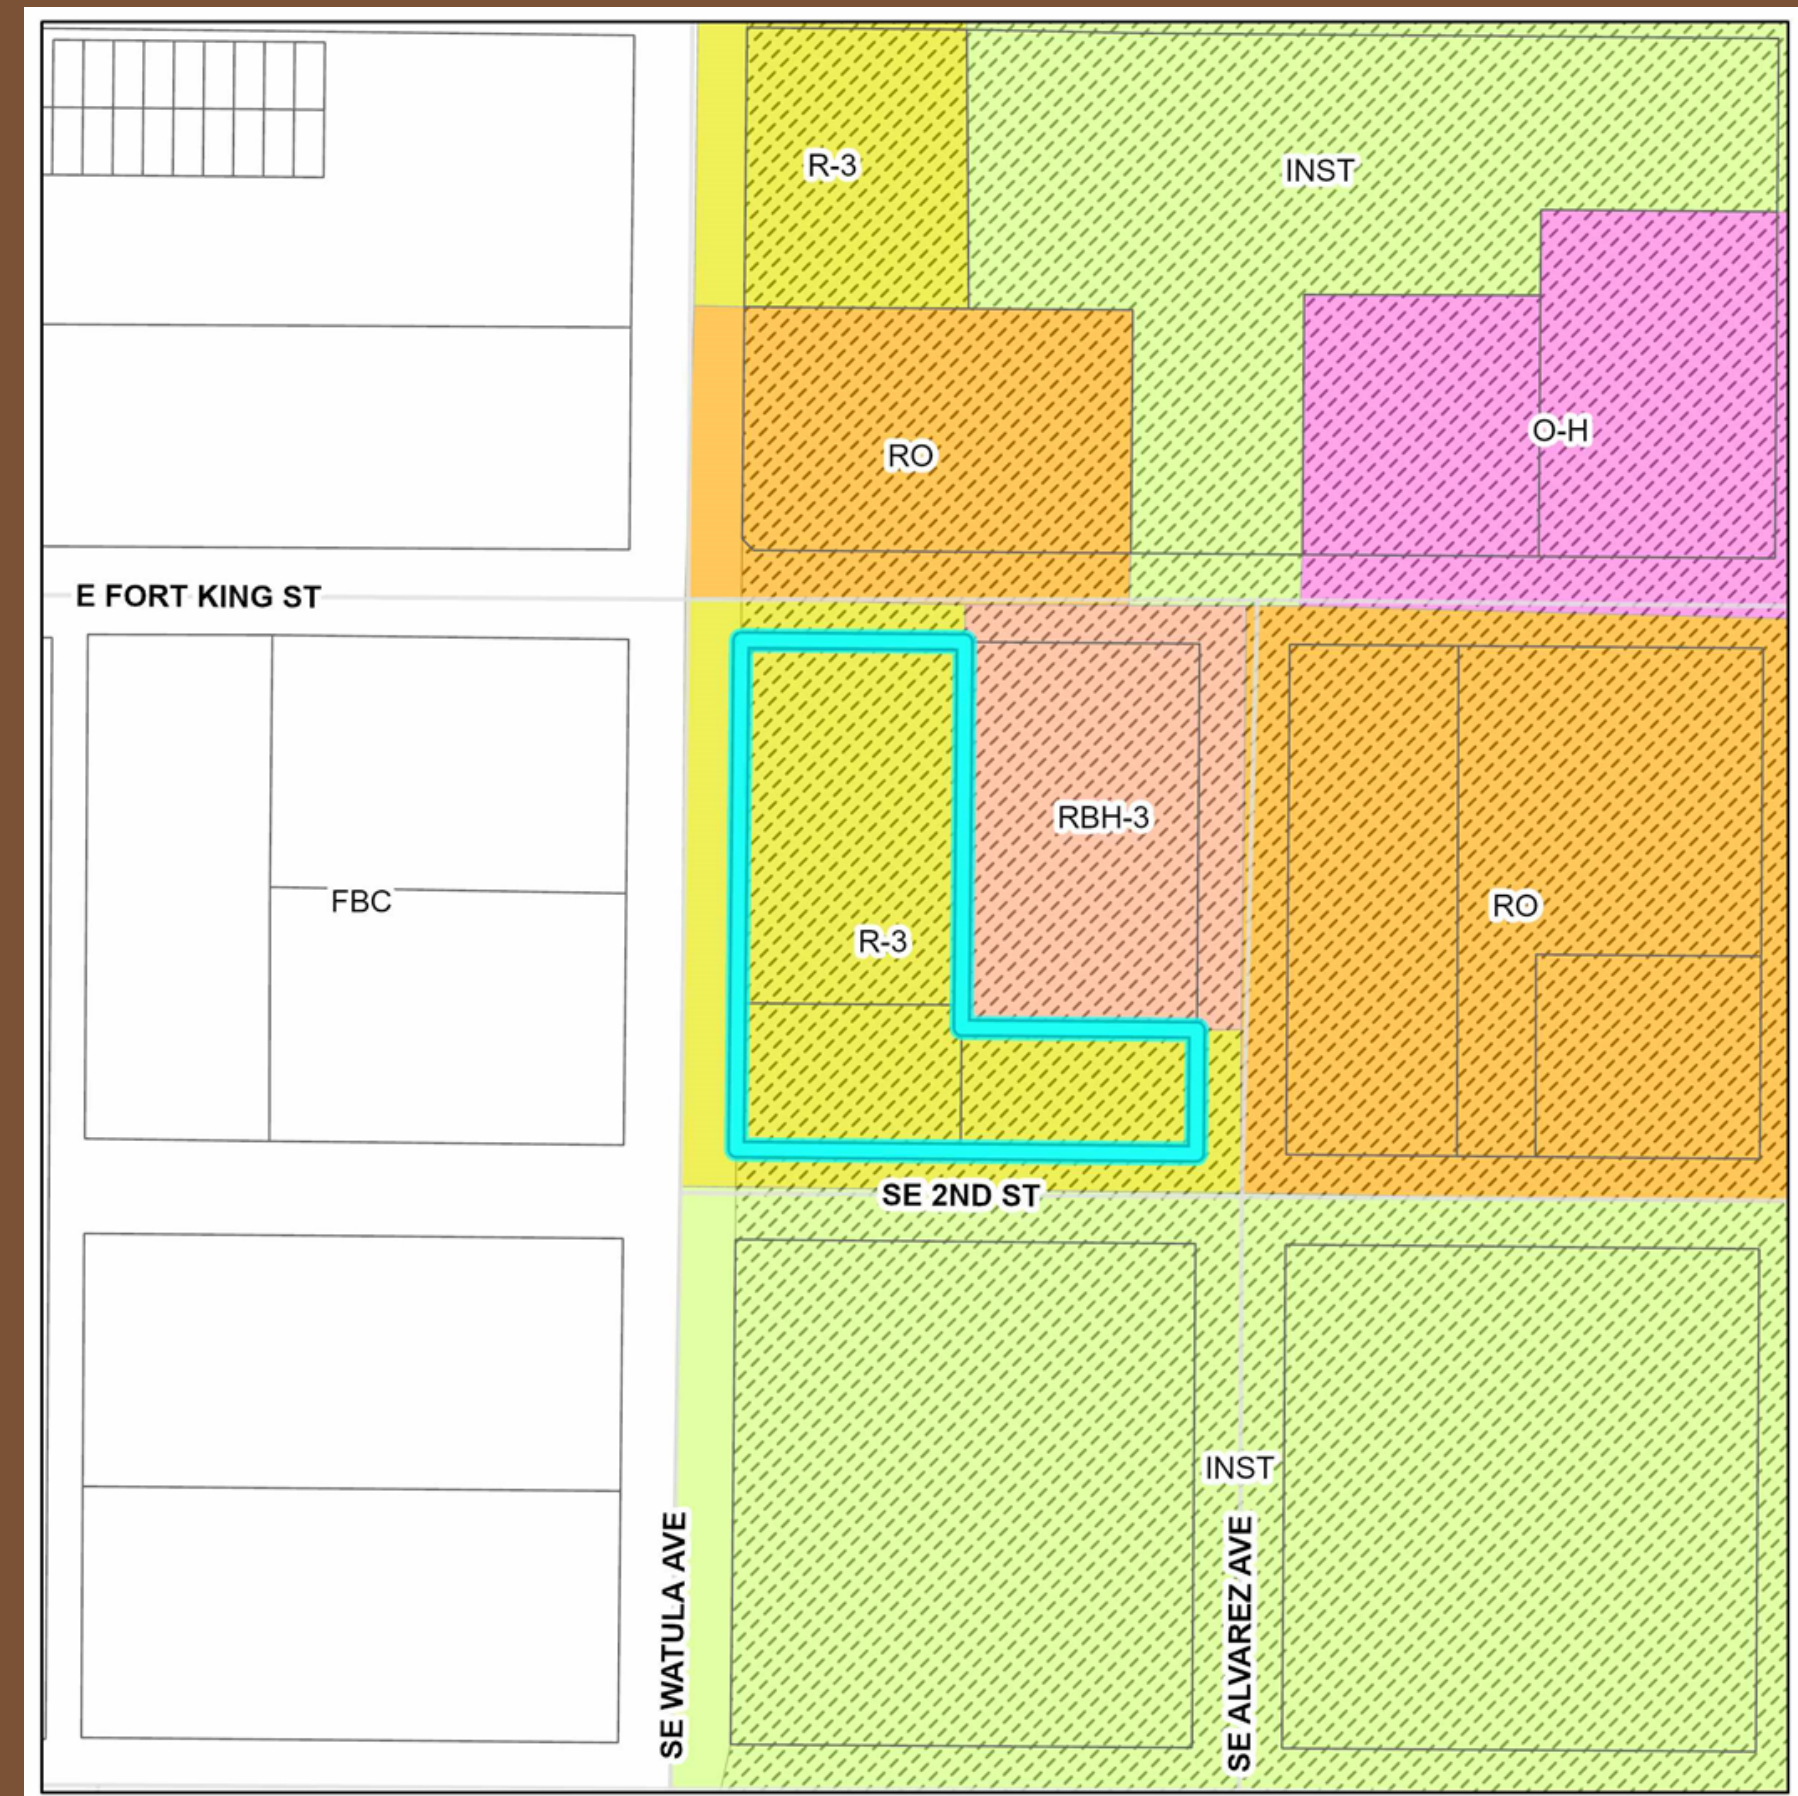 R-3
INST
O-H
RO
E FORT KING ST
RBH-3
FBC
RO
R-3
SE 2ND ST
INST
SE WATULA AVE
SE ALVAREZ AVE